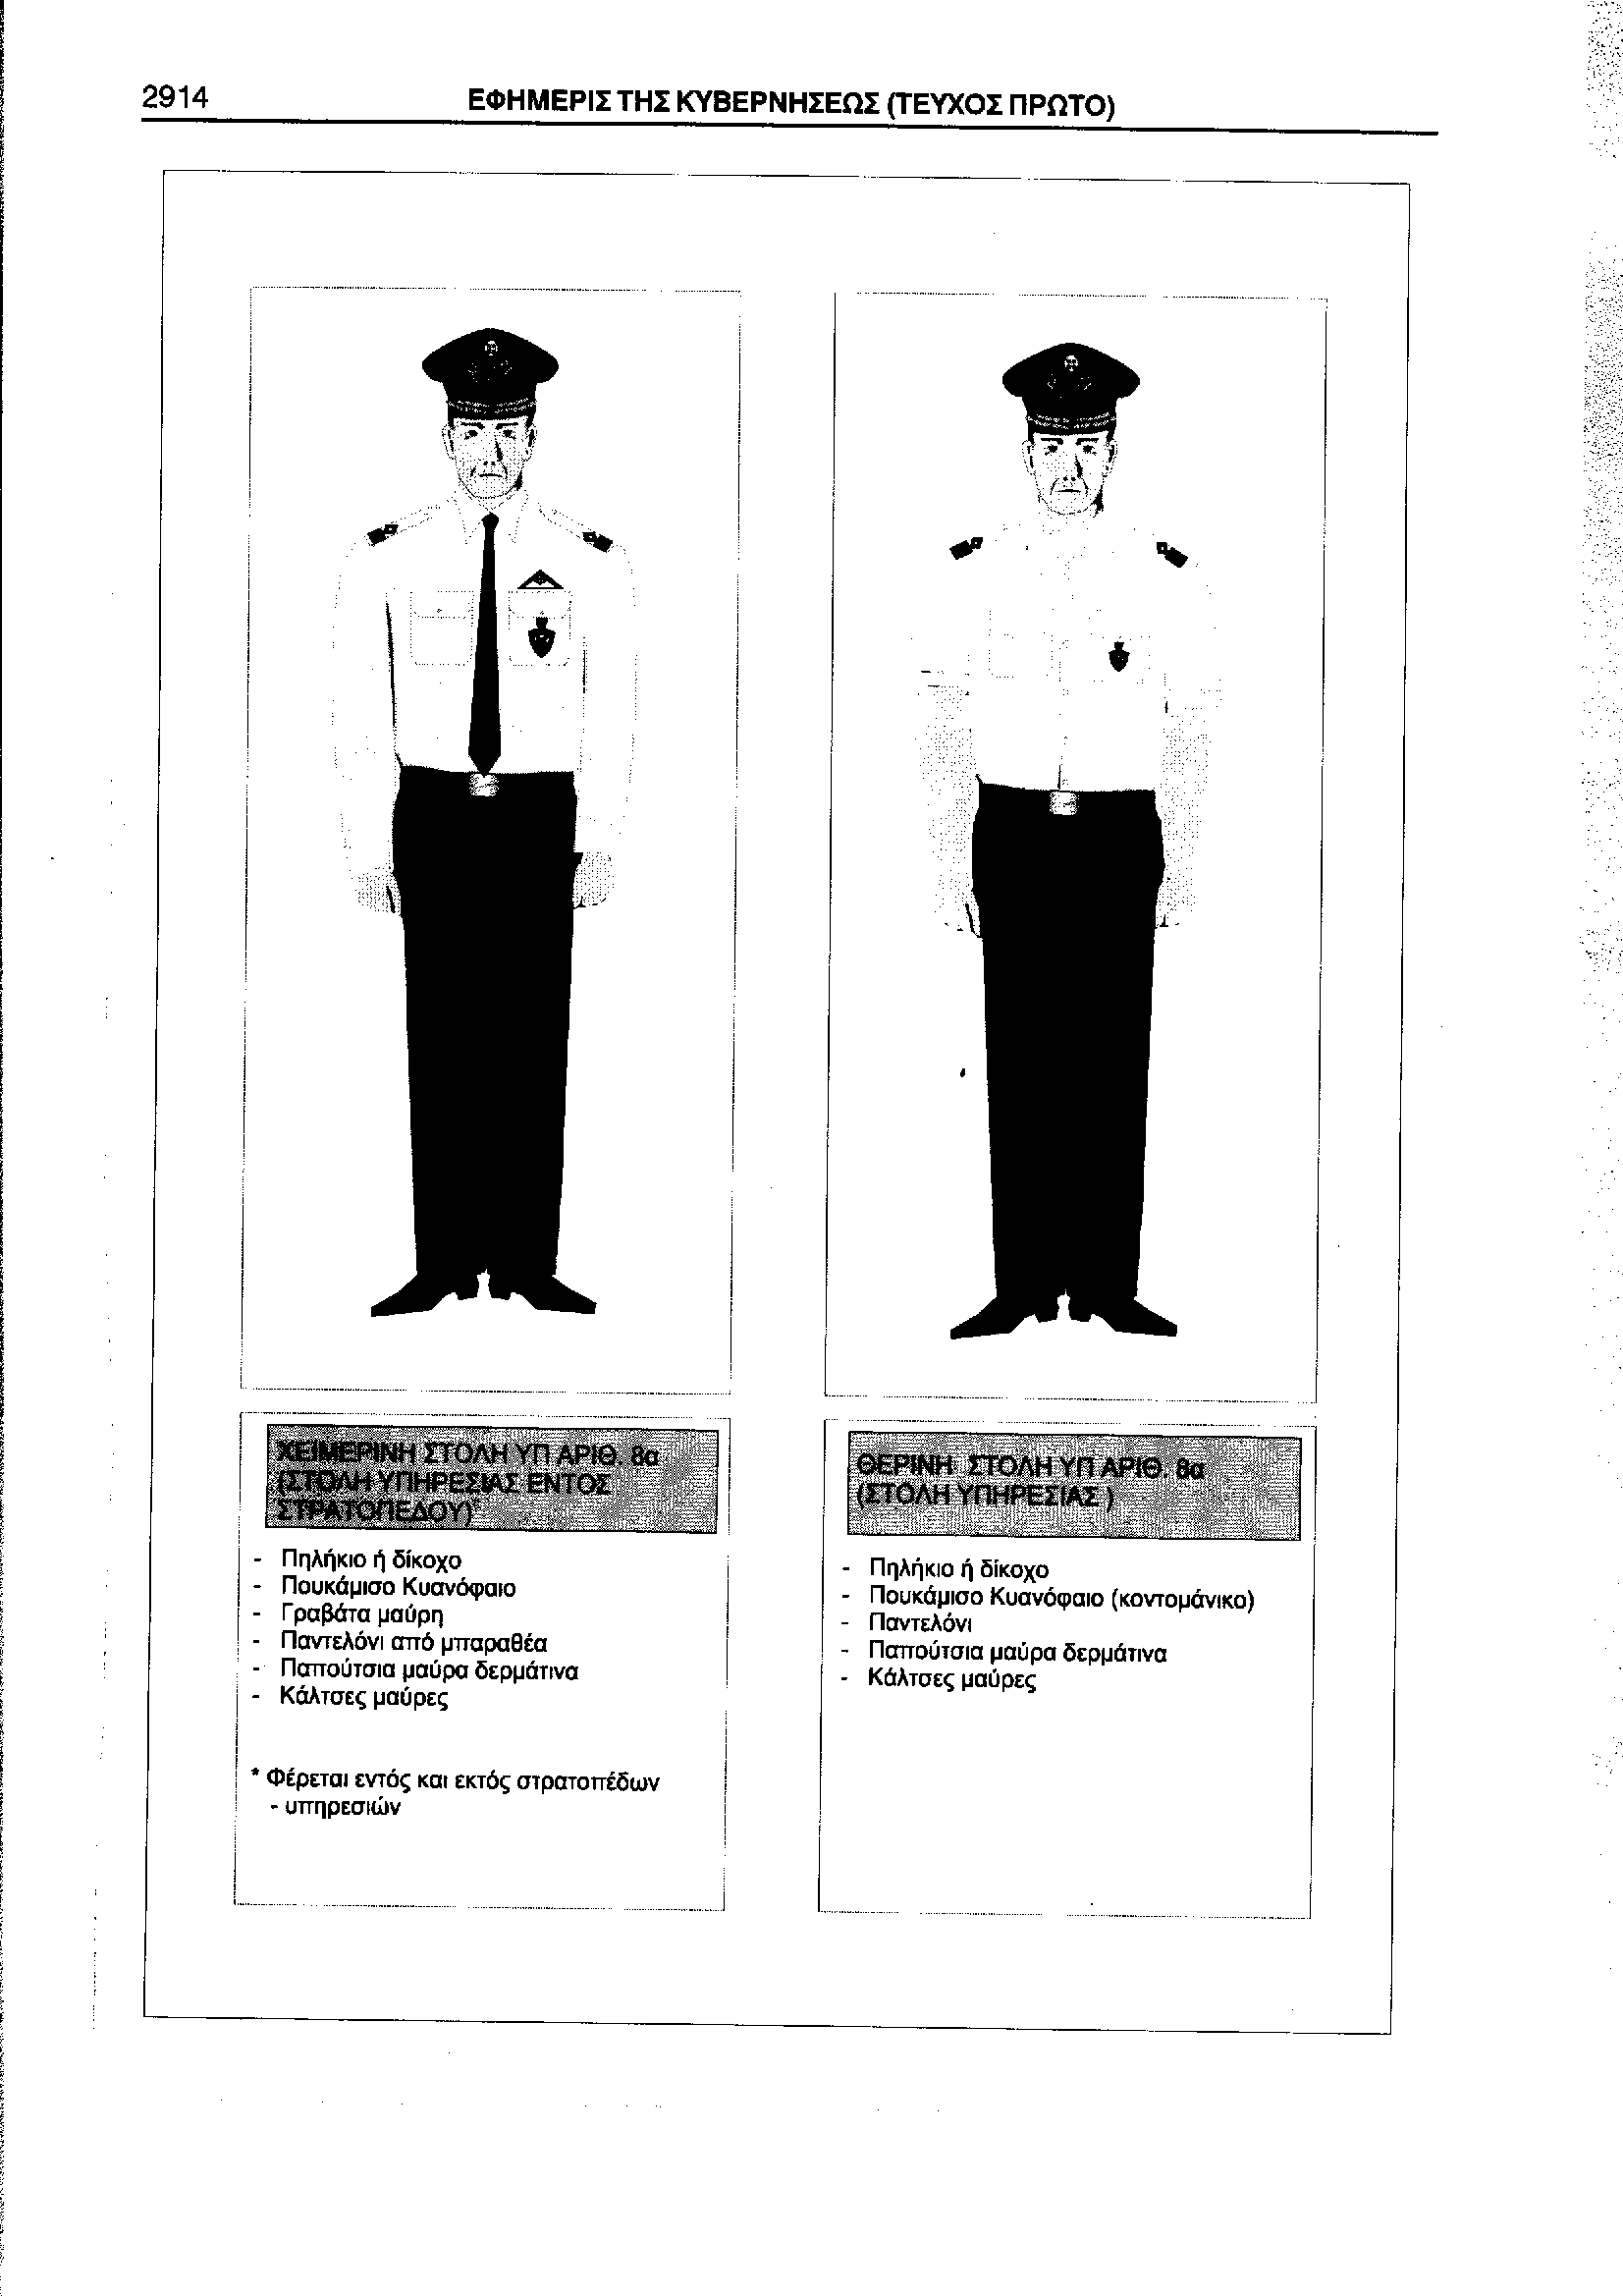 2914
ΕΦΗΜΕΡΙΣ ΤΗΣ ΚΥΒΕΡΝΗΣΕΩΣ (ΤΕΥΧΟΣ ΠΡΩΤΟ)
ΧΕΙΜΕΡΙΝΗ ΣΤΟΛΗ ΥΠ ΑΡΙΘ. 8α
(ΣΤΟΛΗ ΥΠΗΡΕΣΙΑΣ ΕΝΤΟΣ
ΣΤΡΑΤΟΠΕΔΟΥ)*
- Πηλήκιο ή δίκοχο
- Πουκάμισο Κυανόφαιο
- Γραβάτα μαύρη
- Παντελόνι από μπαραθέα
- Παπούτσια μαύρα δερμάτινα
- Κάλτσες μαύρες
* Φέρεται εντός και εκτός στρατοπέδων
- υπηρεσιών
ΘΕΡΙΝΗ ΣΤΟΛΗ ΥΠ ΑΡΙΘ. 8α
(ΣΤΟΛΗ ΥΠΗΡΕΣΙΑΣ )
- Πηλήκιο ή δίκοχο
- Πουκάμισο Κυανόφαιο (κοντομάνικο)
- Παντελόνι
- Παπούτσια μαύρα δερμάτινα
- Κάλτσες μαύρες